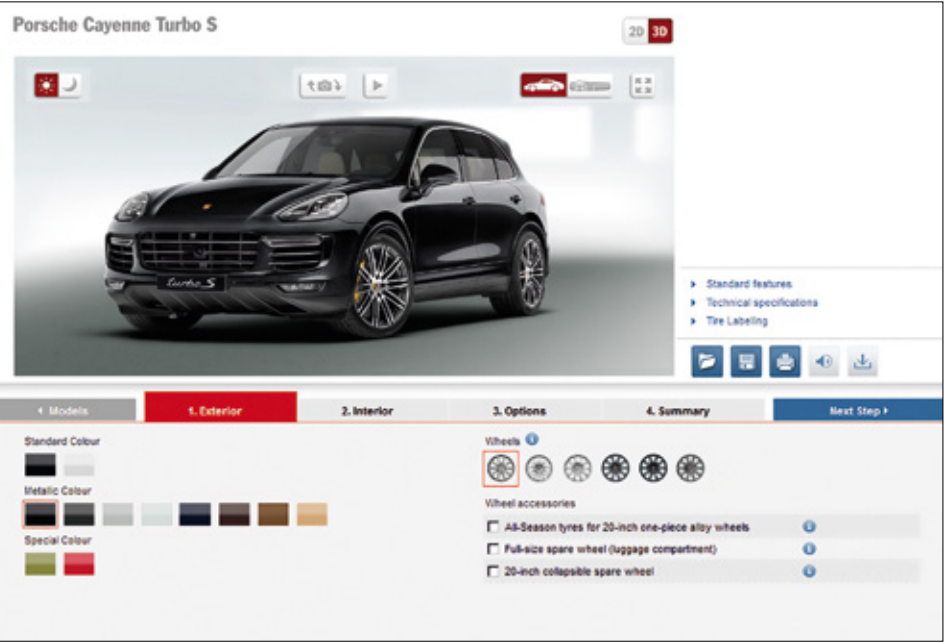 Porsche Cayenne Turbo S
2D 3D
turbo S
Standard features
Technical specifications
Tire Labeling
Models
1. Exterior
2. Interior
3. Options
4. Summary
Next Step
Standard Colour
Metallic Colour
Special Colour
Wheels
Wheel accessories
All-Season tyres for 20-inch one-piece alloy wheels
Full-size spare wheel (luggage compartment)
20-inch collapsible spare wheel